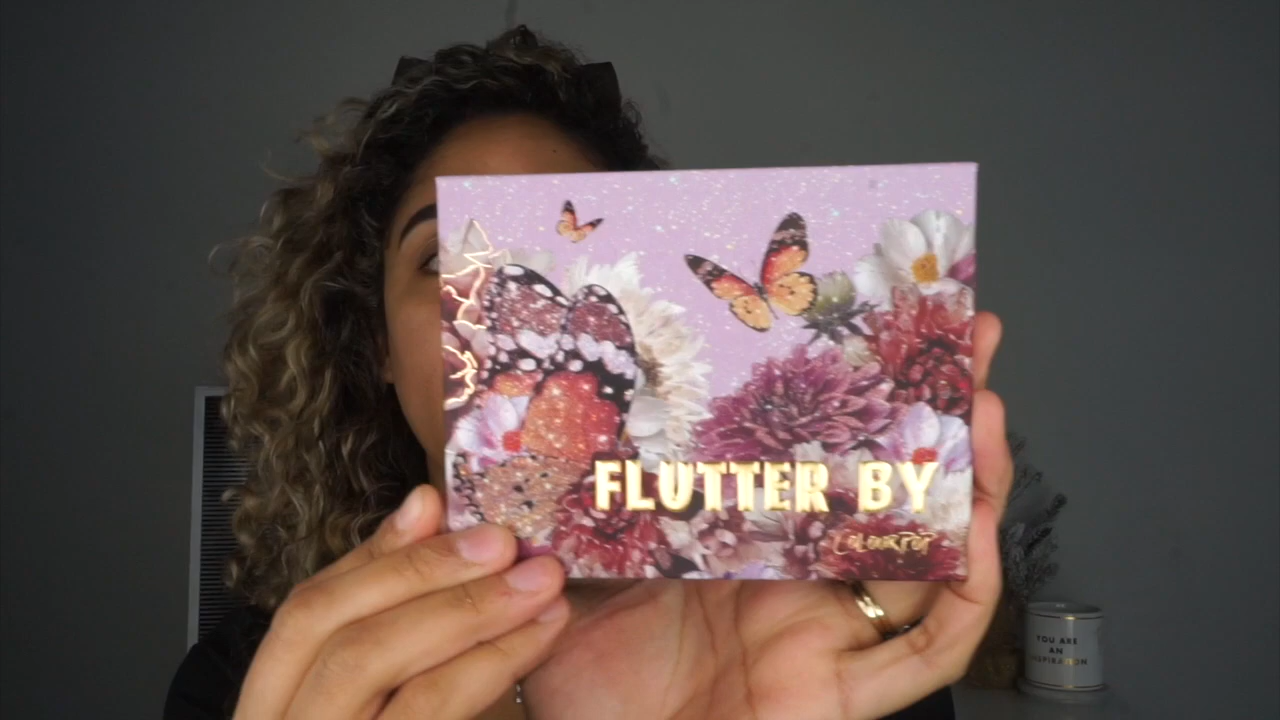 FLUTTER BY
COLOURPOP
YOU ARE
AN
INSPIRATION